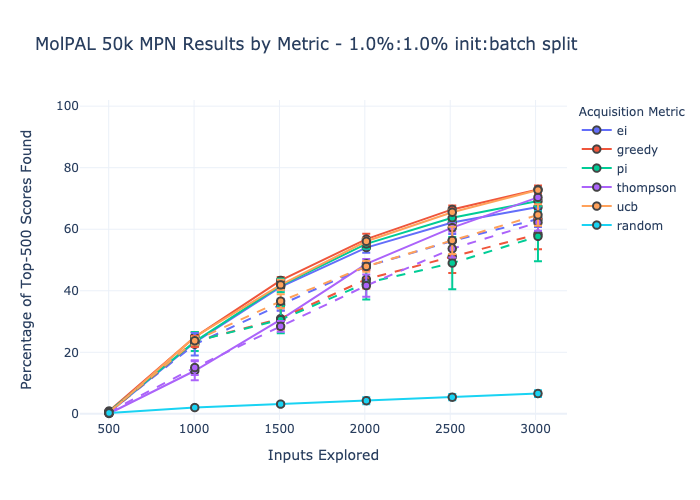 MolPAL 50k MPN Results by Metric - 1.0%:1.0% init:batch split
Percentage of Top-500 Scores Found
100
80
60
40
20
0
500
1000
1500
2000
2500
3000
Inputs Explored
Acquisition Metric
ei
greedy
pi
thompson
ucb
random